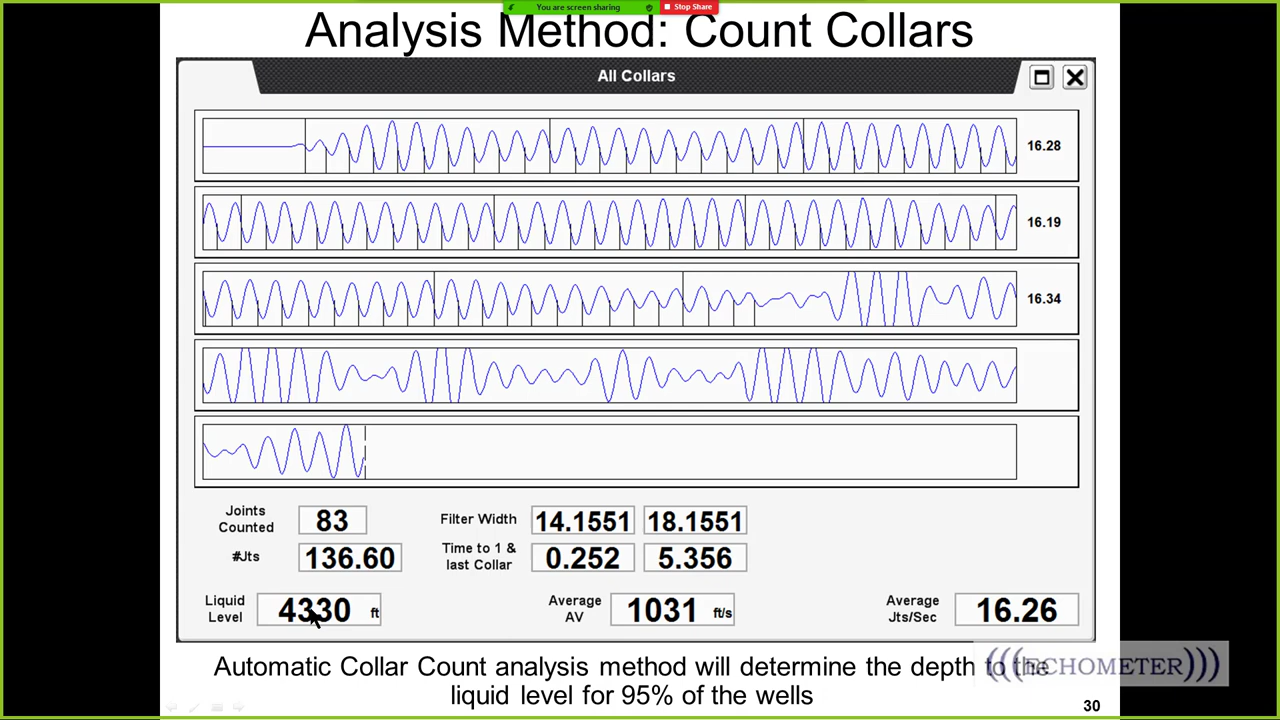 You are screen sharing
Stop Share
Analysis Method: Count Collars
All Collars
16.28
16.19
16.34
Joints Counted
83
Filter Width
14.1551
18.1551
#Jts
136.60
Time to 1 & last Collar
0.252
5.356
Liquid Level
4330 ft
Average AV
1031 ft/s
Average Jts/Sec
16.26
Automatic Collar Count analysis method will determine the depth to the
liquid level for 95% of the wells
(((ECHOMETER)))
30